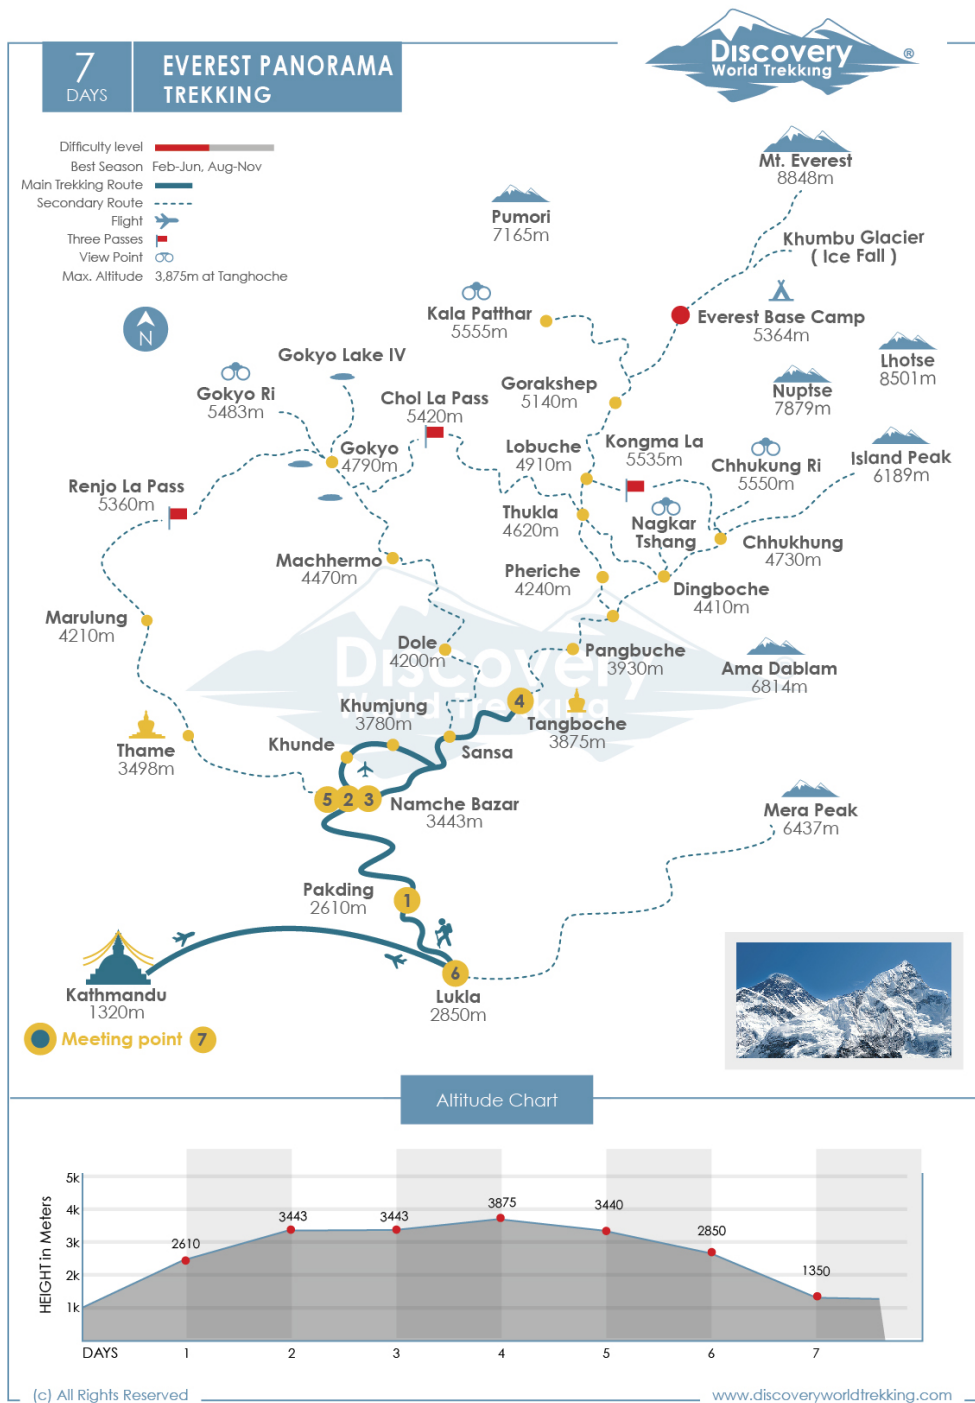 7
DAYS
EVEREST PANORAMA
TREKKING
Discovery
World Trekking
®
Difficulty level
Best Season Feb-Jun, Aug-Nov
Main Trekking Route
Secondary Route
Flight
Three Passes
View Point
Max. Altitude 3,875m at Tanghoche
N
Mt. Everest
8848m
Pumori
7165m
Khumbu Glacier
( Ice Fall )
Kala Patthar
5555m
Everest Base Camp
5364m
Gokyo Lake IV
Lhotse
8501m
Gokyo Ri
5483m
Chol La Pass
5420m
Gorakshep
5140m
Nuptse
7879m
Gokyo
4790m
Lobuche
4910m
Kongma La
5535m
Chhukung Ri
5550m
Island Peak
6189m
Renjo La Pass
5360m
Thukla
4620m
Nagkar
Tshang
Chhukhung
4730m
Machhermo
4470m
Pheriche
4240m
Dingboche
4410m
Marulung
4210m
Dole
4200m
Discovery
World Trekking
Pangbuche
3930m
Ama Dablam
6814m
Khumjung
3780m
4
Tangboche
3875m
Khunde
Sansa
Thame
3498m
5 2 3
Namche Bazar
3443m
Mera Peak
6437m
Pakding
2610m
1
Kathmandu
1320m
6
Lukla
2850m
Meeting point 7
Altitude Chart
HEIGHT in Meters
5k
4k
3k
2k
1k
2610
3443
3443
3875
3440
2850
1350
DAYS 1 2 3 4 5 6 7
(c) All Rights Reserved
www.discoveryworldtrekking.com